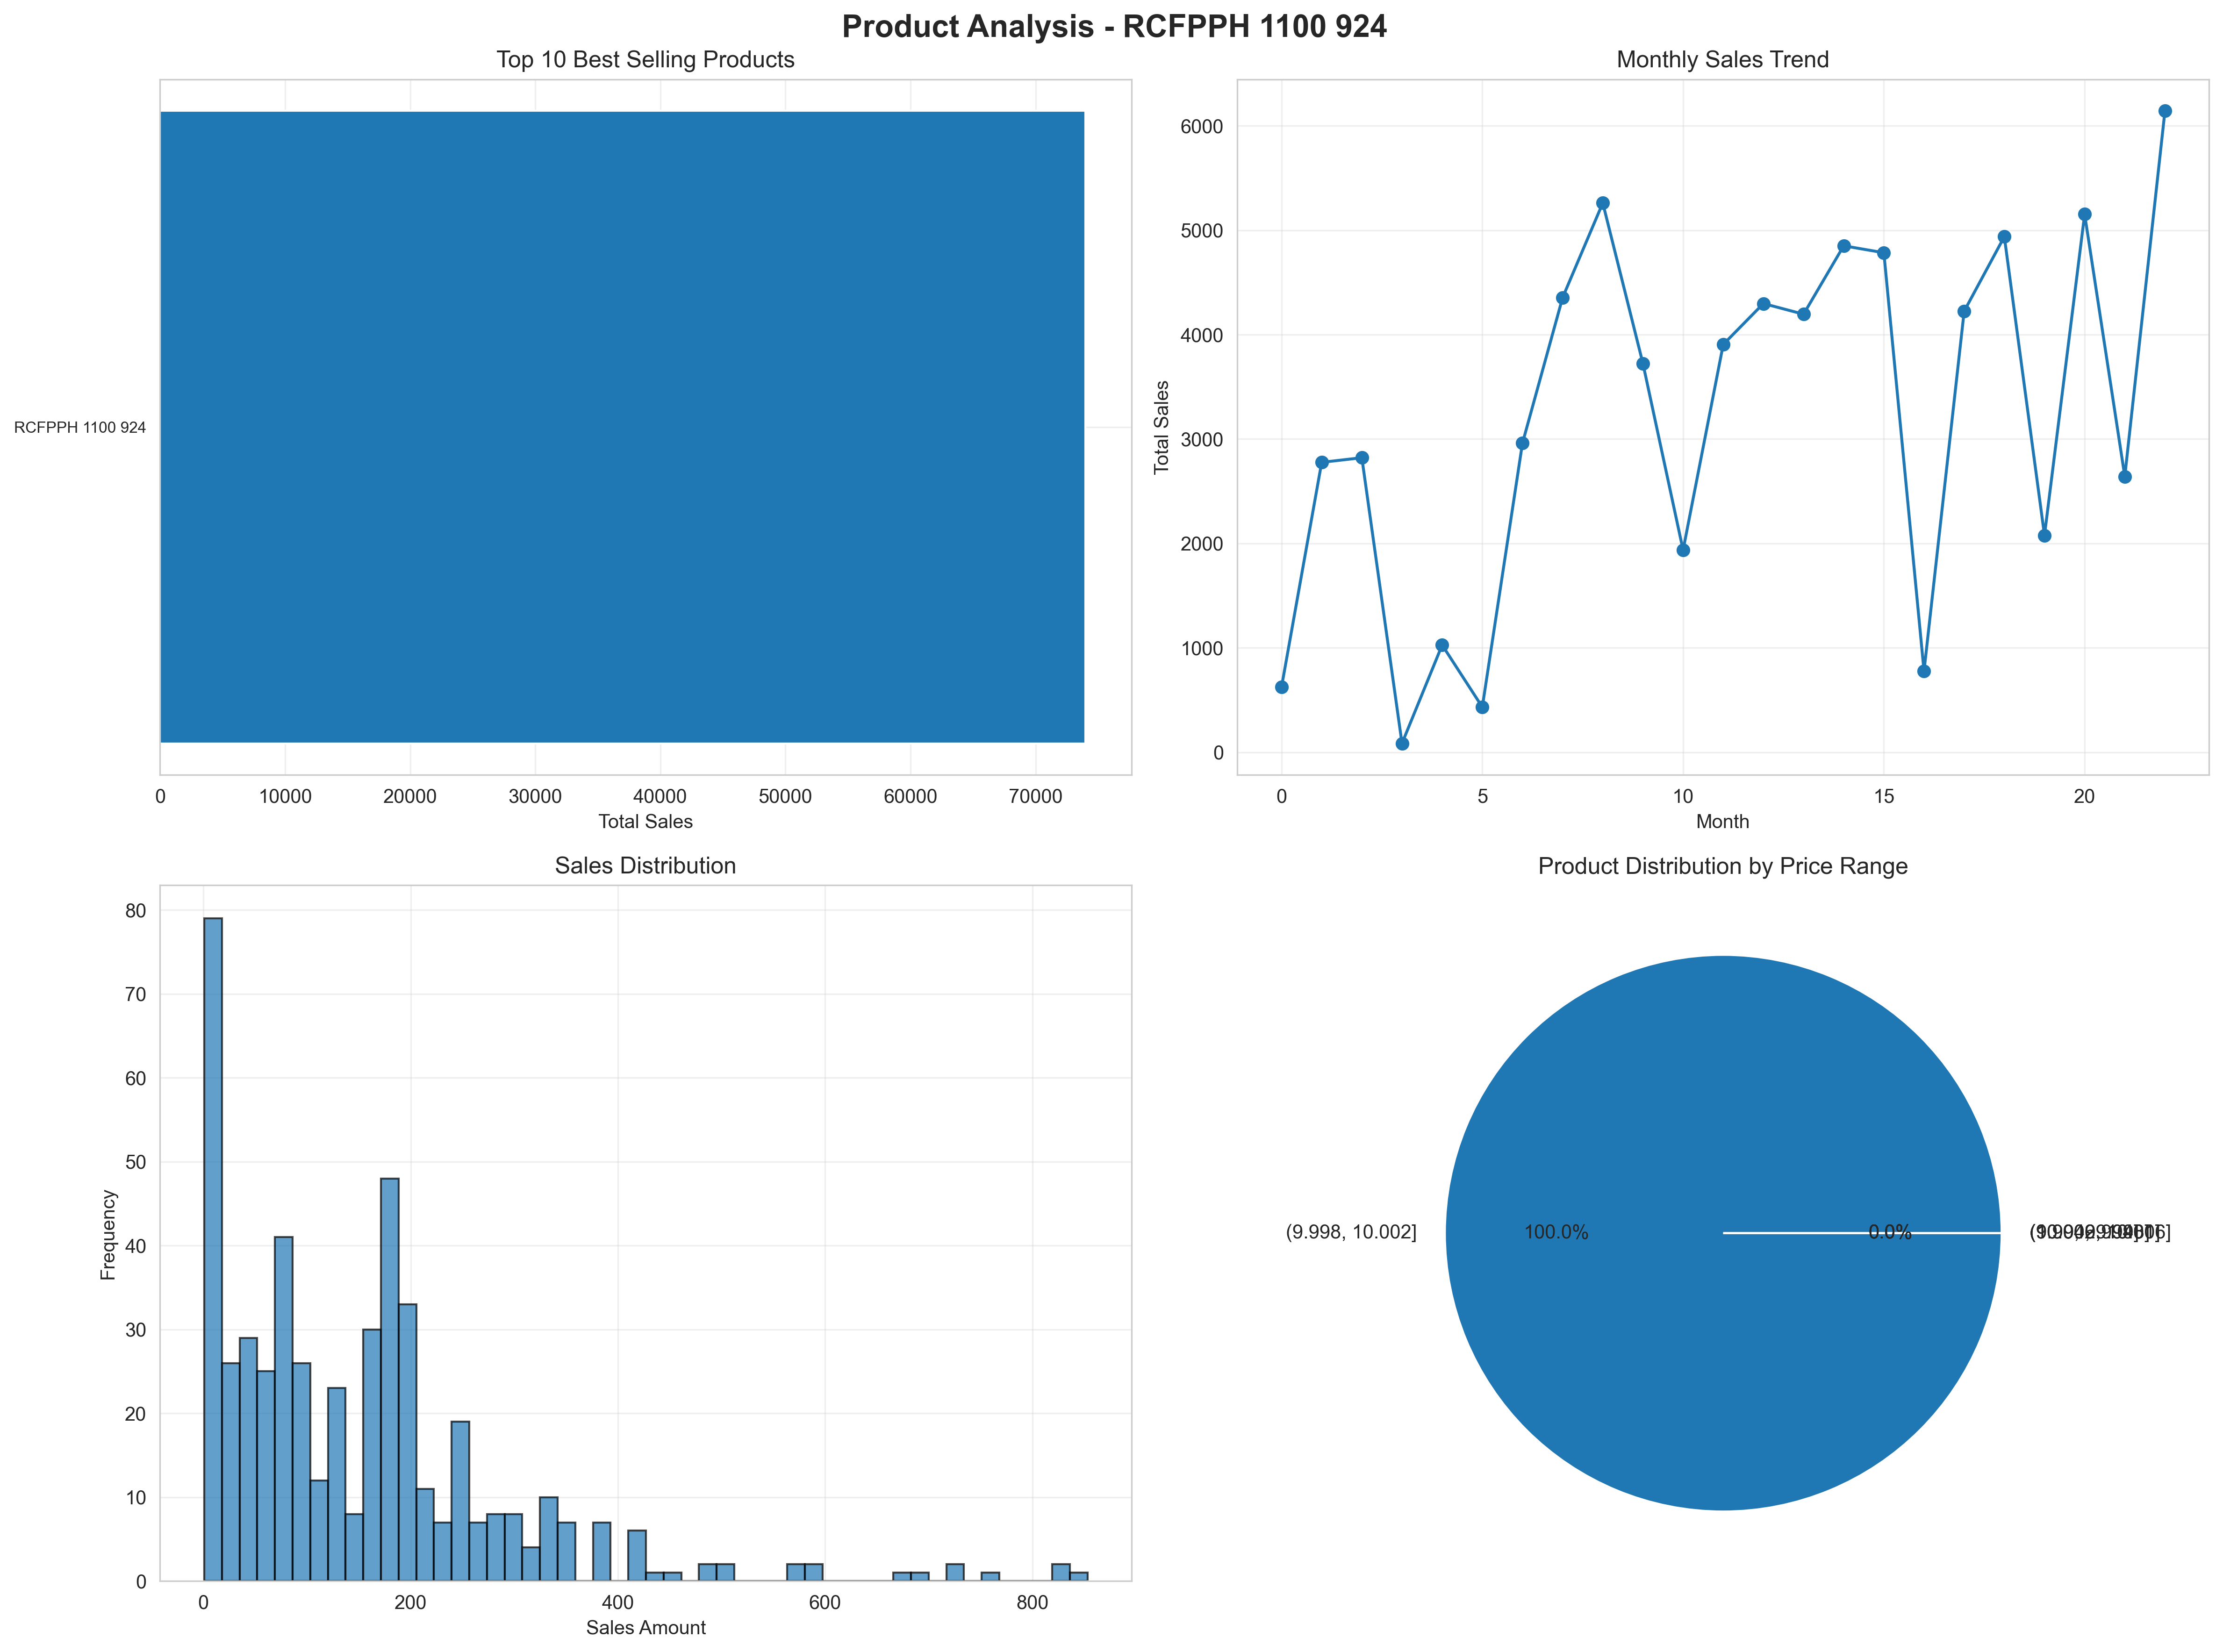 Product Analysis - RCFPPH 1100 924
Top 10 Best Selling Products
RCFPPH 1100 924
0 10000 20000 30000 40000 50000 60000 70000
Total Sales
Monthly Sales Trend
6000
5000
4000
3000
2000
1000
0
Total Sales
0 5 10 15 20
Month
Sales Distribution
80
70
60
50
40
30
20
10
0
Frequency
0 200 400 600 800
Sales Amount
Product Distribution by Price Range
(9.998, 10.002]
100.0%
0.0%